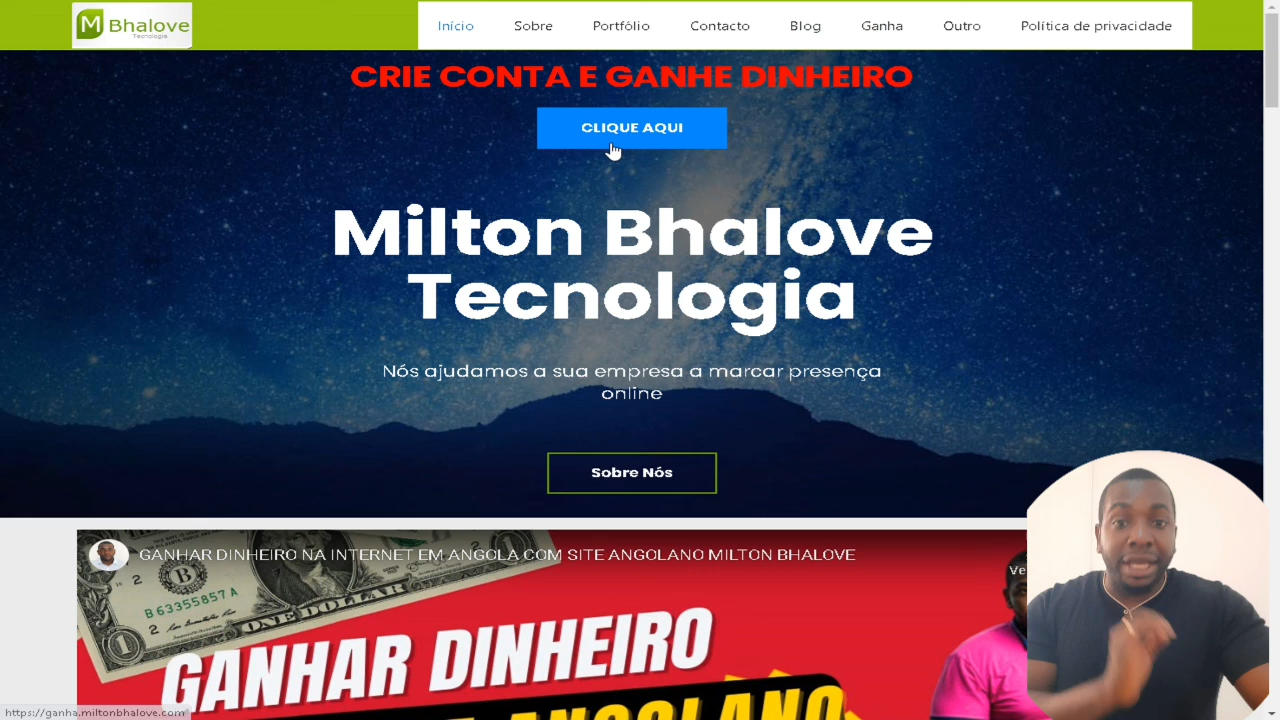 M Bhalove
Tecnologia
Início Sobre Portfólio Contacto Blog Ganha Outro Política de privacidade
CRIE CONTA E GANHE DINHEIRO
CLIQUE AQUI
Milton Bhalove
Tecnologia
Nós ajudamos a sua empresa a marcar presença
online
Sobre Nós
GANHAR DINHEIRO NA INTERNET EM ANGOLA COM SITE ANGOLANO MILTON BHALOVE
B 63355857 A
ONE DOLLAR
GANHAR DINHEIRO
ANGOLANO
https://ganha.miltonbhalove.com